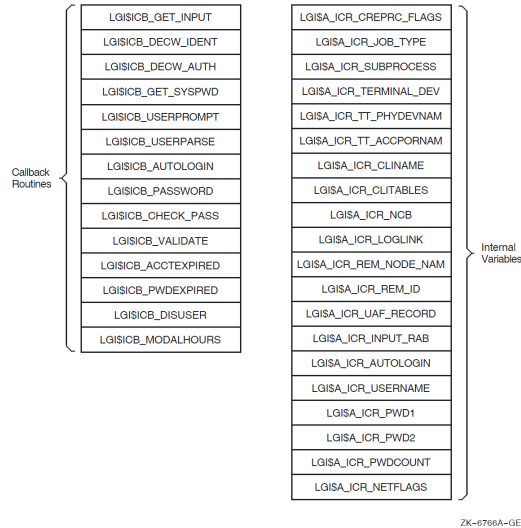 LGI$ICB_GET_INPUT
LGI$ICB_DECW_IDENT
LGI$ICB_DECW_AUTH
LGI$ICB_GET_SYSPWD
LGI$ICB_USERPROMPT
LGI$ICB_USERPARSE
LGI$ICB_AUTOLOGIN
LGI$ICB_PASSWORD
LGI$ICB_CHECK_PASS
LGI$ICB_VALIDATE
LGI$ICB_ACCTEXPIRED
LGI$ICB_PWDEXPIRED
LGI$ICB_DISUSER
LGI$ICB_MODALHOURS
Callback
Routines
LGI$A_ICR_CREPRC_FLAGS
LGI$A_ICR_JOB_TYPE
LGI$A_ICR_SUBPROCESS
LGI$A_ICR_TERMINAL_DEV
LGI$A_ICR_TT_PHYDEVNAM
LGI$A_ICR_TT_ACCPORNAM
LGI$A_ICR_CLINAME
LGI$A_ICR_CLITABLES
LGI$A_ICR_NCB
LGI$A_ICR_LOGLINK
LGI$A_ICR_REM_NODE_NAM
LGI$A_ICR_REM_ID
LGI$A_ICR_UAF_RECORD
LGI$A_ICR_INPUT_RAB
LGI$A_ICR_AUTOLOGIN
LGI$A_ICR_USERNAME
LGI$A_ICR_PWD1
LGI$A_ICR_PWD2
LGI$A_ICR_PWDCOUNT
LGI$A_ICR_NETFLAGS
Internal
Variables
ZK–6766A–GE